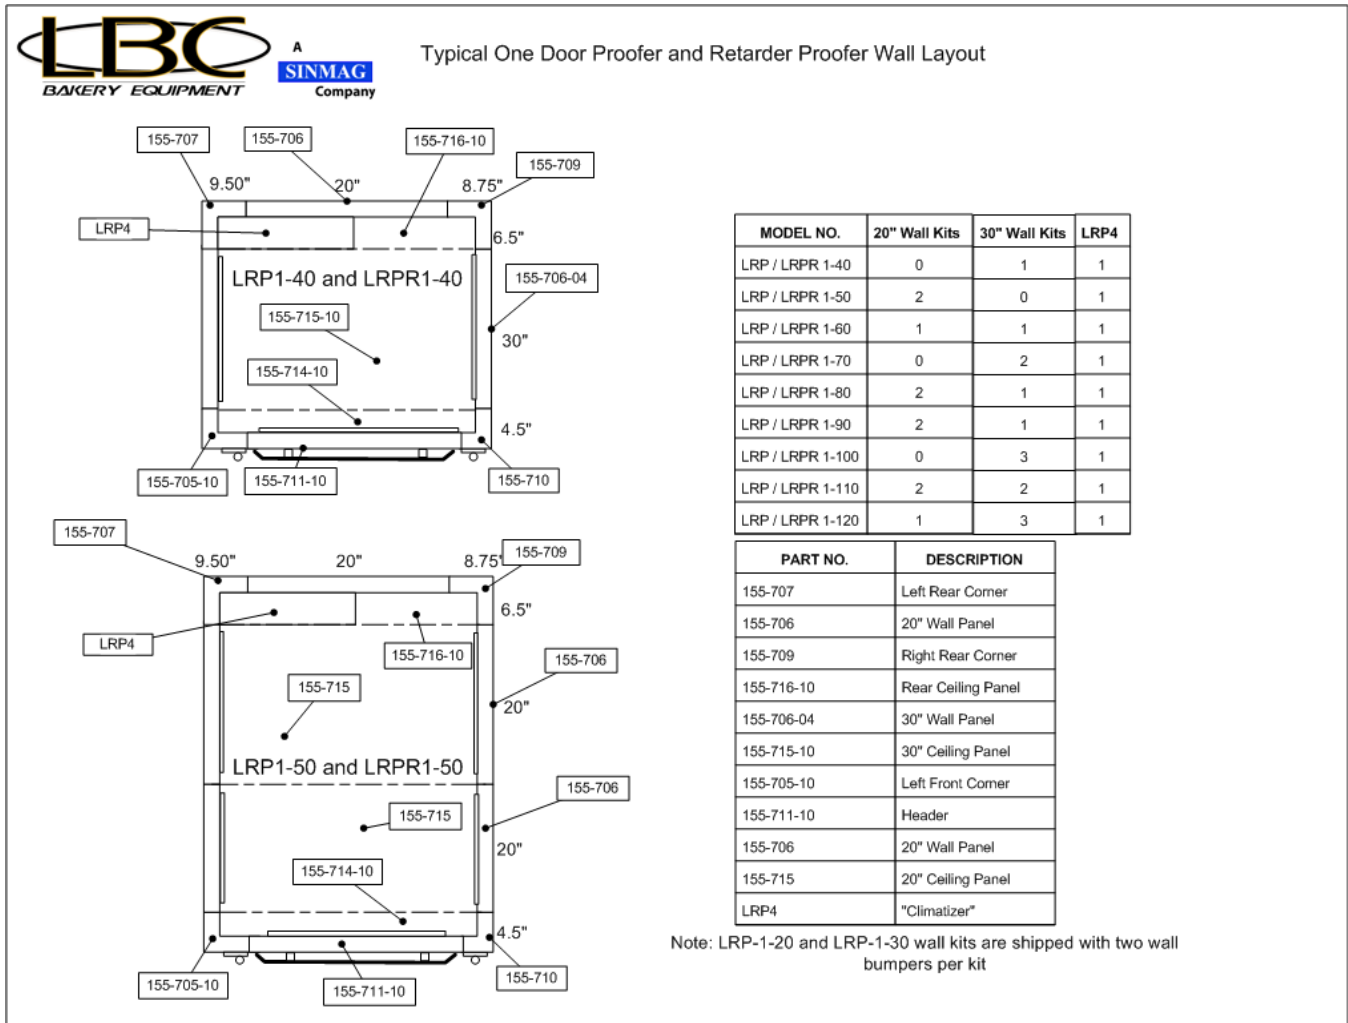 LBC
BAKERY EQUIPMENT
A
SINMAG
Company
Typical One Door Proofer and Retarder Proofer Wall Layout
155-707
155-706
155-716-10
155-709
9.50"
20"
8.75"
LRP4
6.5"
LRP1-40 and LRPR1-40
155-706-04
155-715-10
30"
155-714-10
4.5"
155-705-10
155-711-10
155-710
155-707
9.50"
20"
8.75"
155-709
6.5"
LRP4
155-716-10
155-706
155-715
20"
LRP1-50 and LRPR1-50
155-706
155-715
20"
155-714-10
4.5"
155-705-10
155-711-10
155-710
MODEL NO. 20" Wall Kits 30" Wall Kits LRP4
LRP / LRPR 1-40 0 1 1
LRP / LRPR 1-50 2 0 1
LRP / LRPR 1-60 1 1 1
LRP / LRPR 1-70 0 2 1
LRP / LRPR 1-80 2 1 1
LRP / LRPR 1-90 2 1 1
LRP / LRPR 1-100 0 3 1
LRP / LRPR 1-110 2 2 1
LRP / LRPR 1-120 1 3 1
PART NO. DESCRIPTION
155-707 Left Rear Corner
155-706 20" Wall Panel
155-709 Right Rear Corner
155-716-10 Rear Ceiling Panel
155-706-04 30" Wall Panel
155-715-10 30" Ceiling Panel
155-705-10 Left Front Corner
155-711-10 Header
155-706 20" Wall Panel
155-715 20" Ceiling Panel
LRP4 "Climatizer"
Note: LRP-1-20 and LRP-1-30 wall kits are shipped with two wall
bumpers per kit